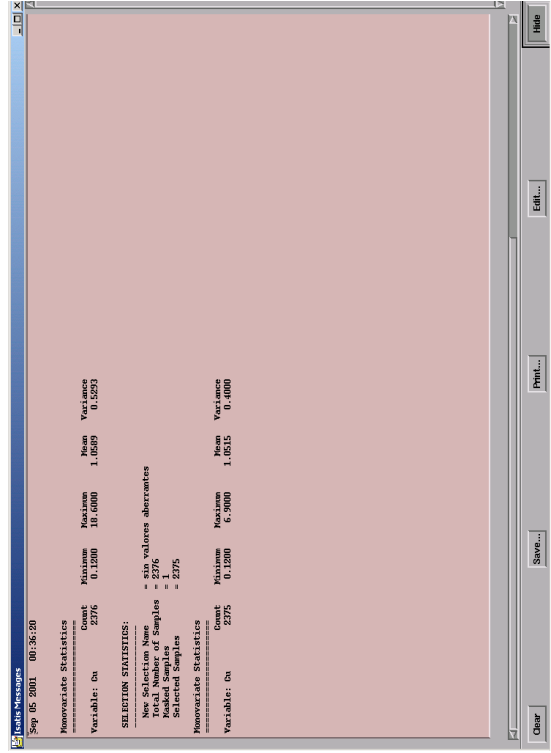 Isatis Messages
Sep 05 2001 00:36:20
Monovariate Statistics
======================
Count Minimum Maximum Mean Variance
Variable: Cu 2376 0.1200 18.6000 1.0589 0.5293
SELECTION STATISTICS:
---------------------
New Selection Name = sin valores aberrantes
Total Number of Samples = 2376
Masked Samples = 1
Selected Samples = 2375
Monovariate Statistics
======================
Count Minimum Maximum Mean Variance
Variable: Cu 2375 0.1200 6.9000 1.0515 0.4000
Clear Save... Print... Edit... Hide